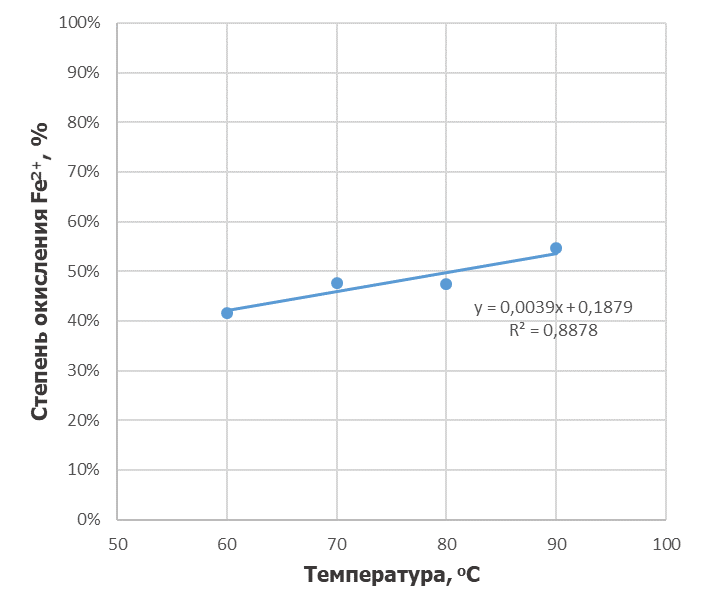 100%
90%
80%
70%
60%
50%
40%
30%
20%
10%
0%
Степень окисления Fe²⁺, %
y = 0,0039x + 0,1879
R² = 0,8878
50 60 70 80 90 100
Температура, ᵒС